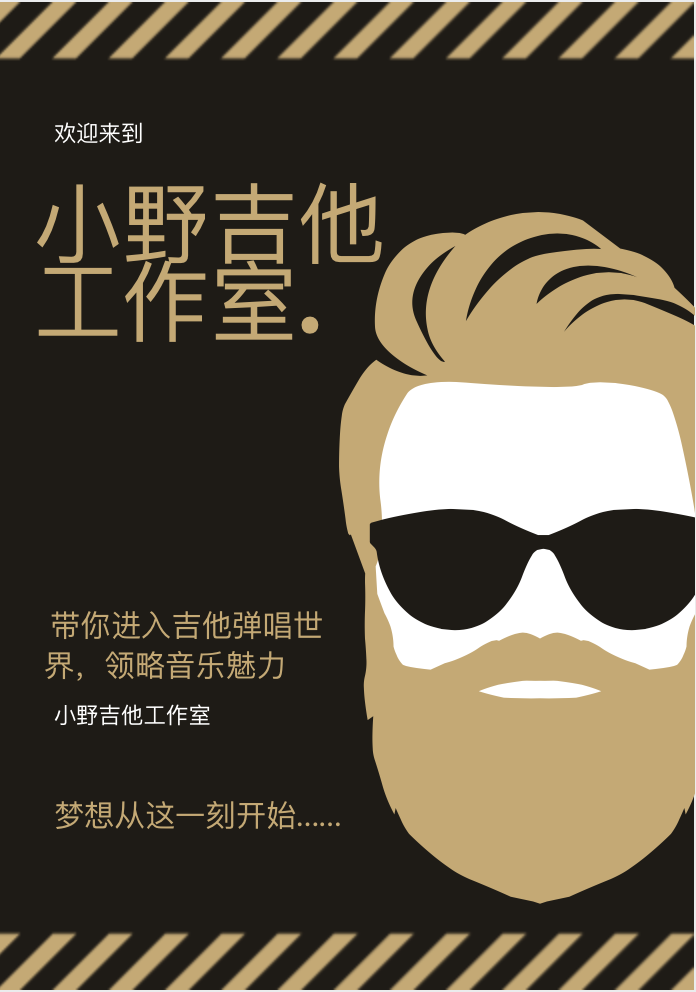 欢迎来到
小野吉他
工作室.
带你进入吉他弹唱世
界，领略音乐魅力
小野吉他工作室
梦想从这一刻开始……